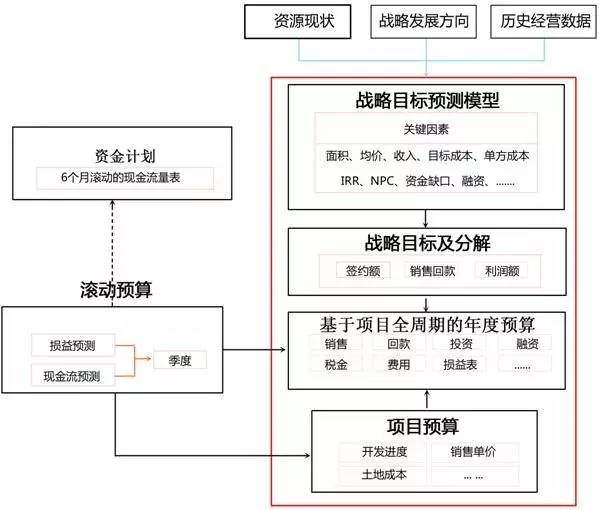 资源现状
战略发展方向
历史经营数据
战略目标预测模型
关键因素
面积、均价、收入、目标成本、单方成本
IRR、NPC、资金缺口、融资、.......
资金计划
6个月滚动的现金流量表
战略目标及分解
签约额 销售回款 利润额
滚动预算
损益预测
现金流预测
季度
基于项目全周期的年度预算
销售 回款 投资 融资
税金 费用 损益表 ......
项目预算
开发进度 销售单价
土地成本 ... ...